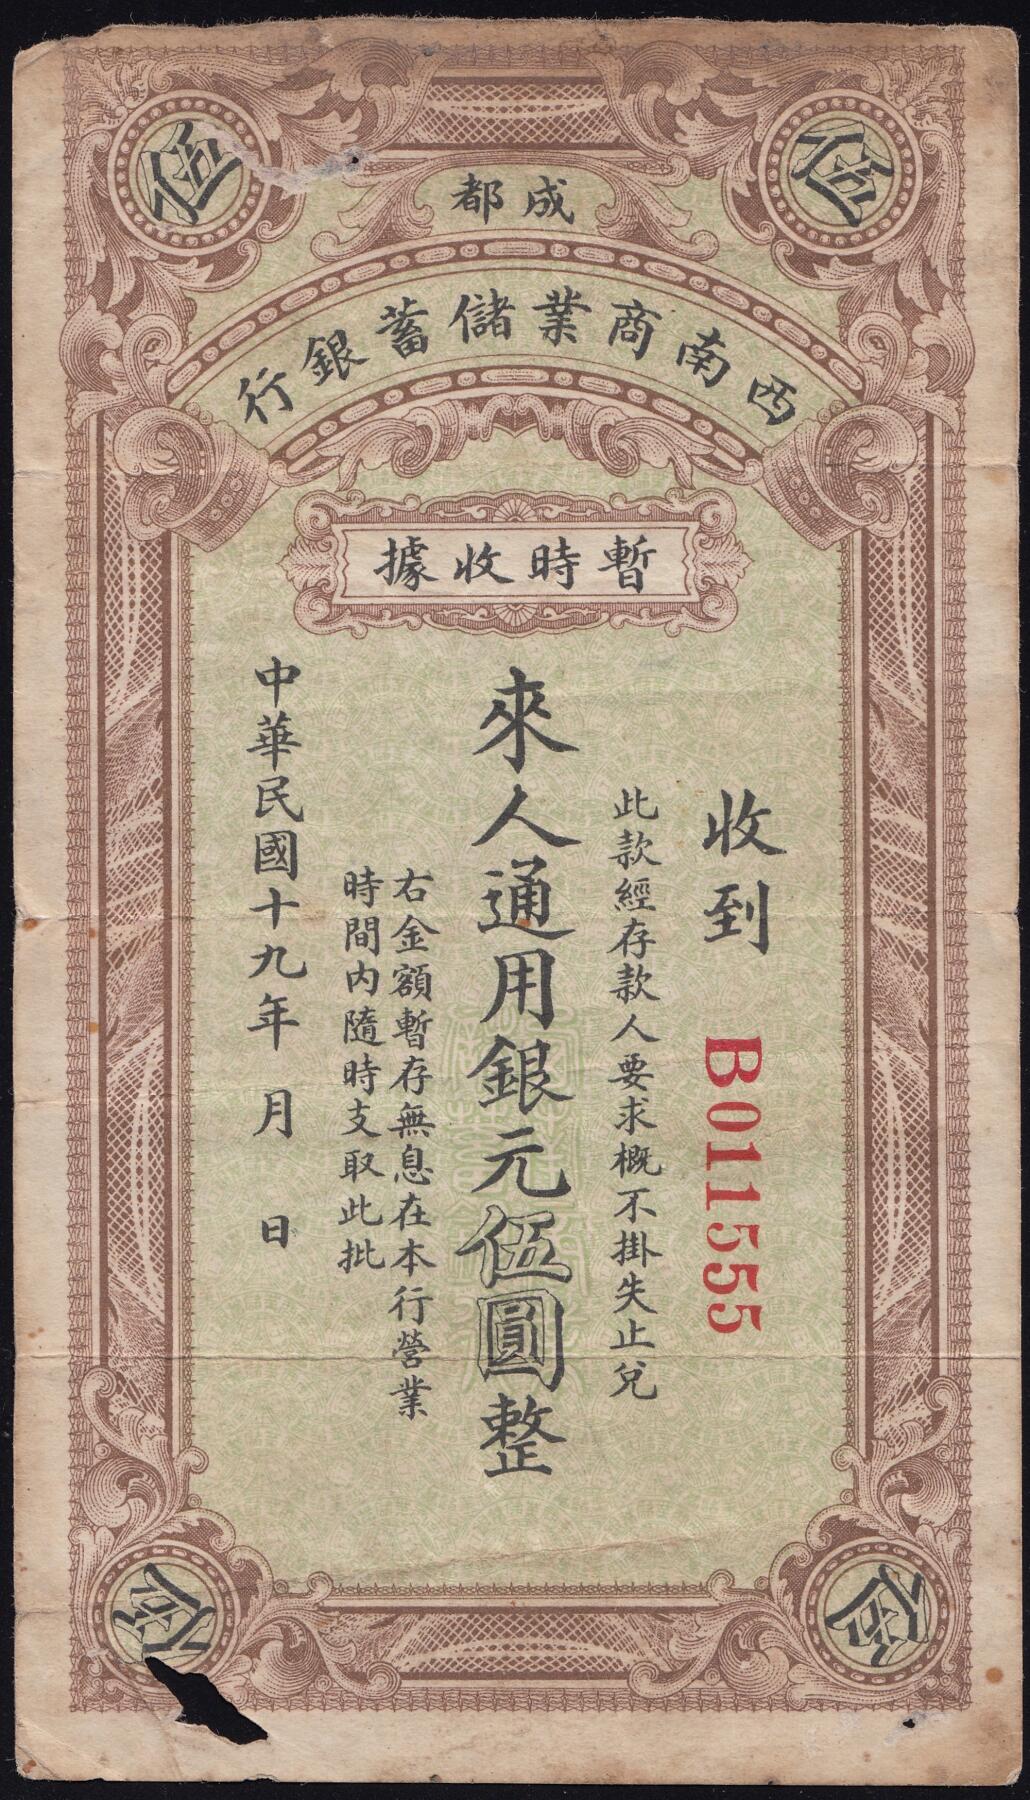 伍
伍
成都
西南商業儲蓄銀行
暫時收據
收到
B011555
此款經存款人要求概不掛失止兌
來人通用銀元伍圓整
右金額暫存無息在本行營業
時間內隨時支取此批
中華民國十九年 月 日
伍
伍